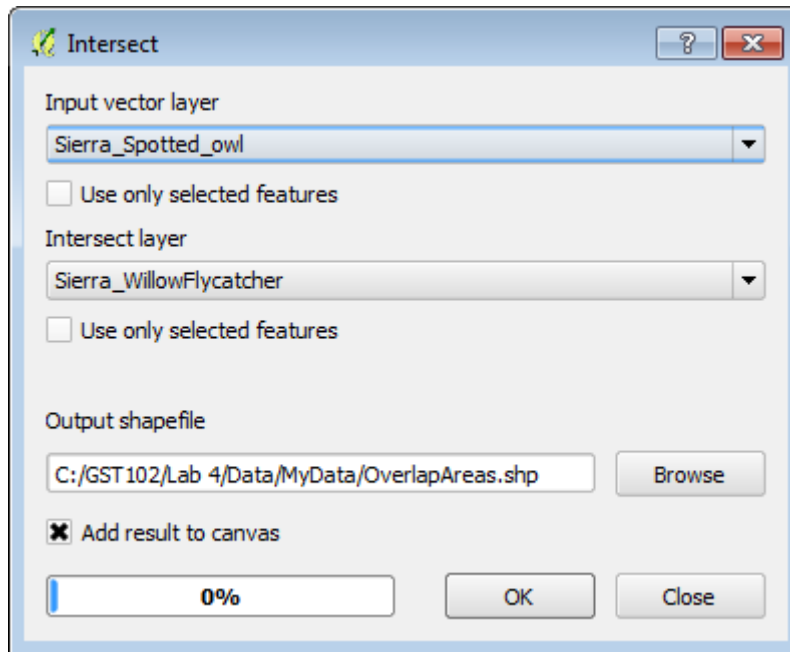 Intersect
Input vector layer
Sierra_Spotted_owl
Use only selected features
Intersect layer
Sierra_WillowFlycatcher
Use only selected features
Output shapefile
C:/GST102/Lab 4/Data/MyData/OverlapAreas.shp
Browse
Add result to canvas
0%
OK
Close